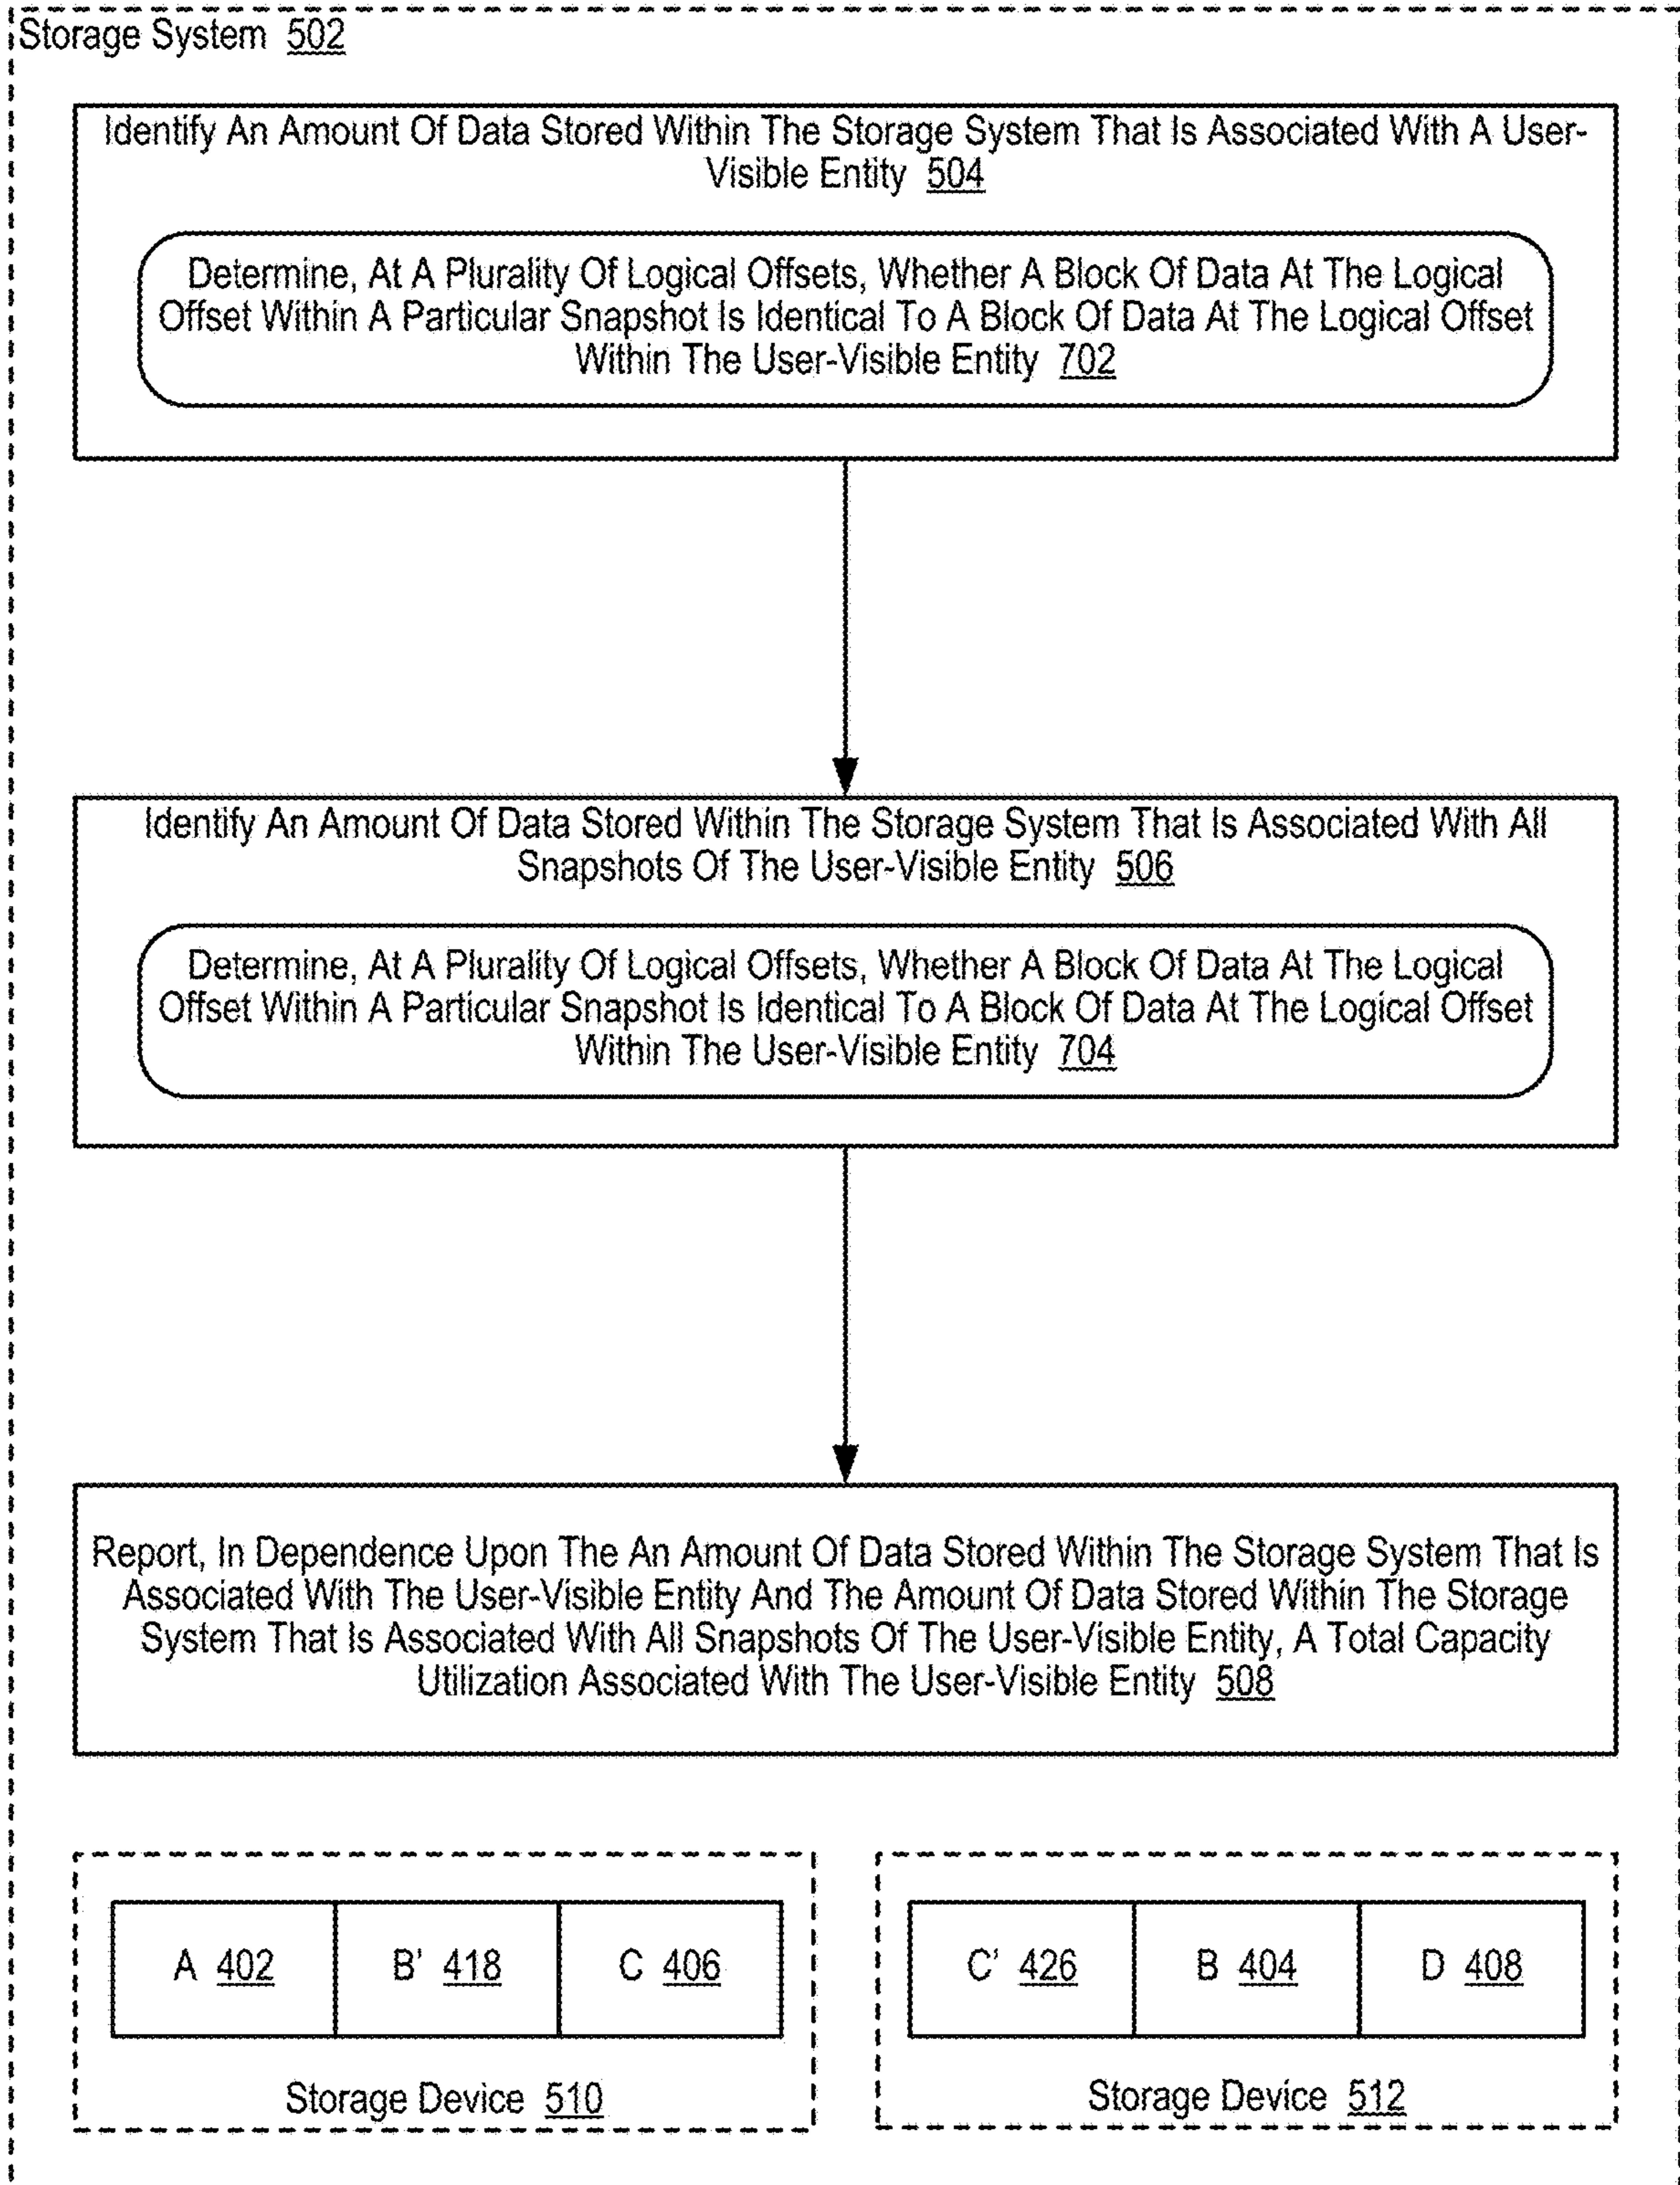 Storage System 502
Identify An Amount Of Data Stored Within The Storage System That Is Associated With A User-
Visible Entity 504
Determine, At A Plurality Of Logical Offsets, Whether A Block Of Data At The Logical
Offset Within A Particular Snapshot Is Identical To A Block Of Data At The Logical Offset
Within The User-Visible Entity 702
Identify An Amount Of Data Stored Within The Storage System That Is Associated With All
Snapshots Of The User-Visible Entity 506
Determine, At A Plurality Of Logical Offsets, Whether A Block Of Data At The Logical
Offset Within A Particular Snapshot Is Identical To A Block Of Data At The Logical Offset
Within The User-Visible Entity 704
Report, In Dependence Upon The An Amount Of Data Stored Within The Storage System That Is
Associated With The User-Visible Entity And The Amount Of Data Stored Within The Storage
System That Is Associated With All Snapshots Of The User-Visible Entity, A Total Capacity
Utilization Associated With The User-Visible Entity 508
A 402 B' 418 C 406
Storage Device 510
C' 426 B 404 D 408
Storage Device 512